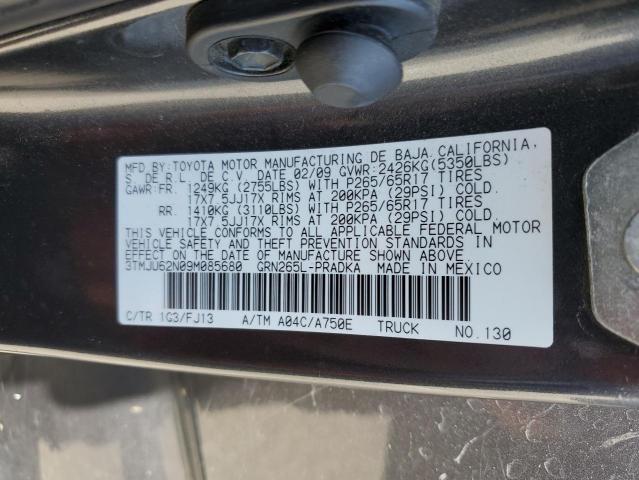 MFD. BY: TOYOTA MOTOR MANUFACTURING DE BAJA CALIFORNIA,
S. DE R.L. DE C.V. DATE 02/09 GVWR: 2426KG(5350LBS)
GAWR: FR. 1249KG (2755LBS) WITH P265/65R17 TIRES
17X7 5JJ17X RIMS AT 200KPA (29PSI) COLD.
RR. 1410KG (3110LBS) WITH P265/65R17 TIRES
17X7 5JJ17X RIMS AT 200KPA (29PSI) COLD.
THIS VEHICLE CONFORMS TO ALL APPLICABLE FEDERAL MOTOR
VEHICLE SAFETY AND THEFT PREVENTION STANDARDS IN
EFFECT ON THE DATE OF MANUFACTURE SHOWN ABOVE.
3TMJU62N09M085680 GRN265L-PRADKA MADE IN MEXICO
C/TR 1G3/FJ13 A/TM A04C/A750E TRUCK NO.130